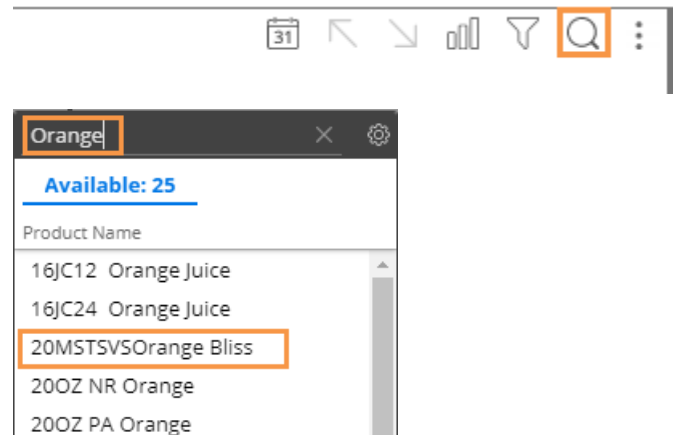 31
Orange
Available: 25
Product Name
16JC12 Orange Juice
16JC24 Orange Juice
20MSTSVSOrange Bliss
20OZ NR Orange
20OZ PA Orange